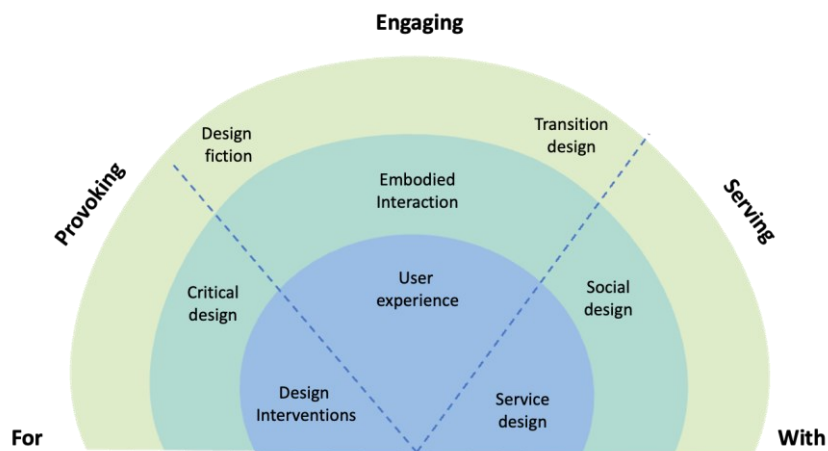 Engaging
Design
fiction
Transition
design
Provoking
Serving
Embodied
Interaction
Critical
design
User
experience
Social
design
Design
Interventions
Service
design
For
With